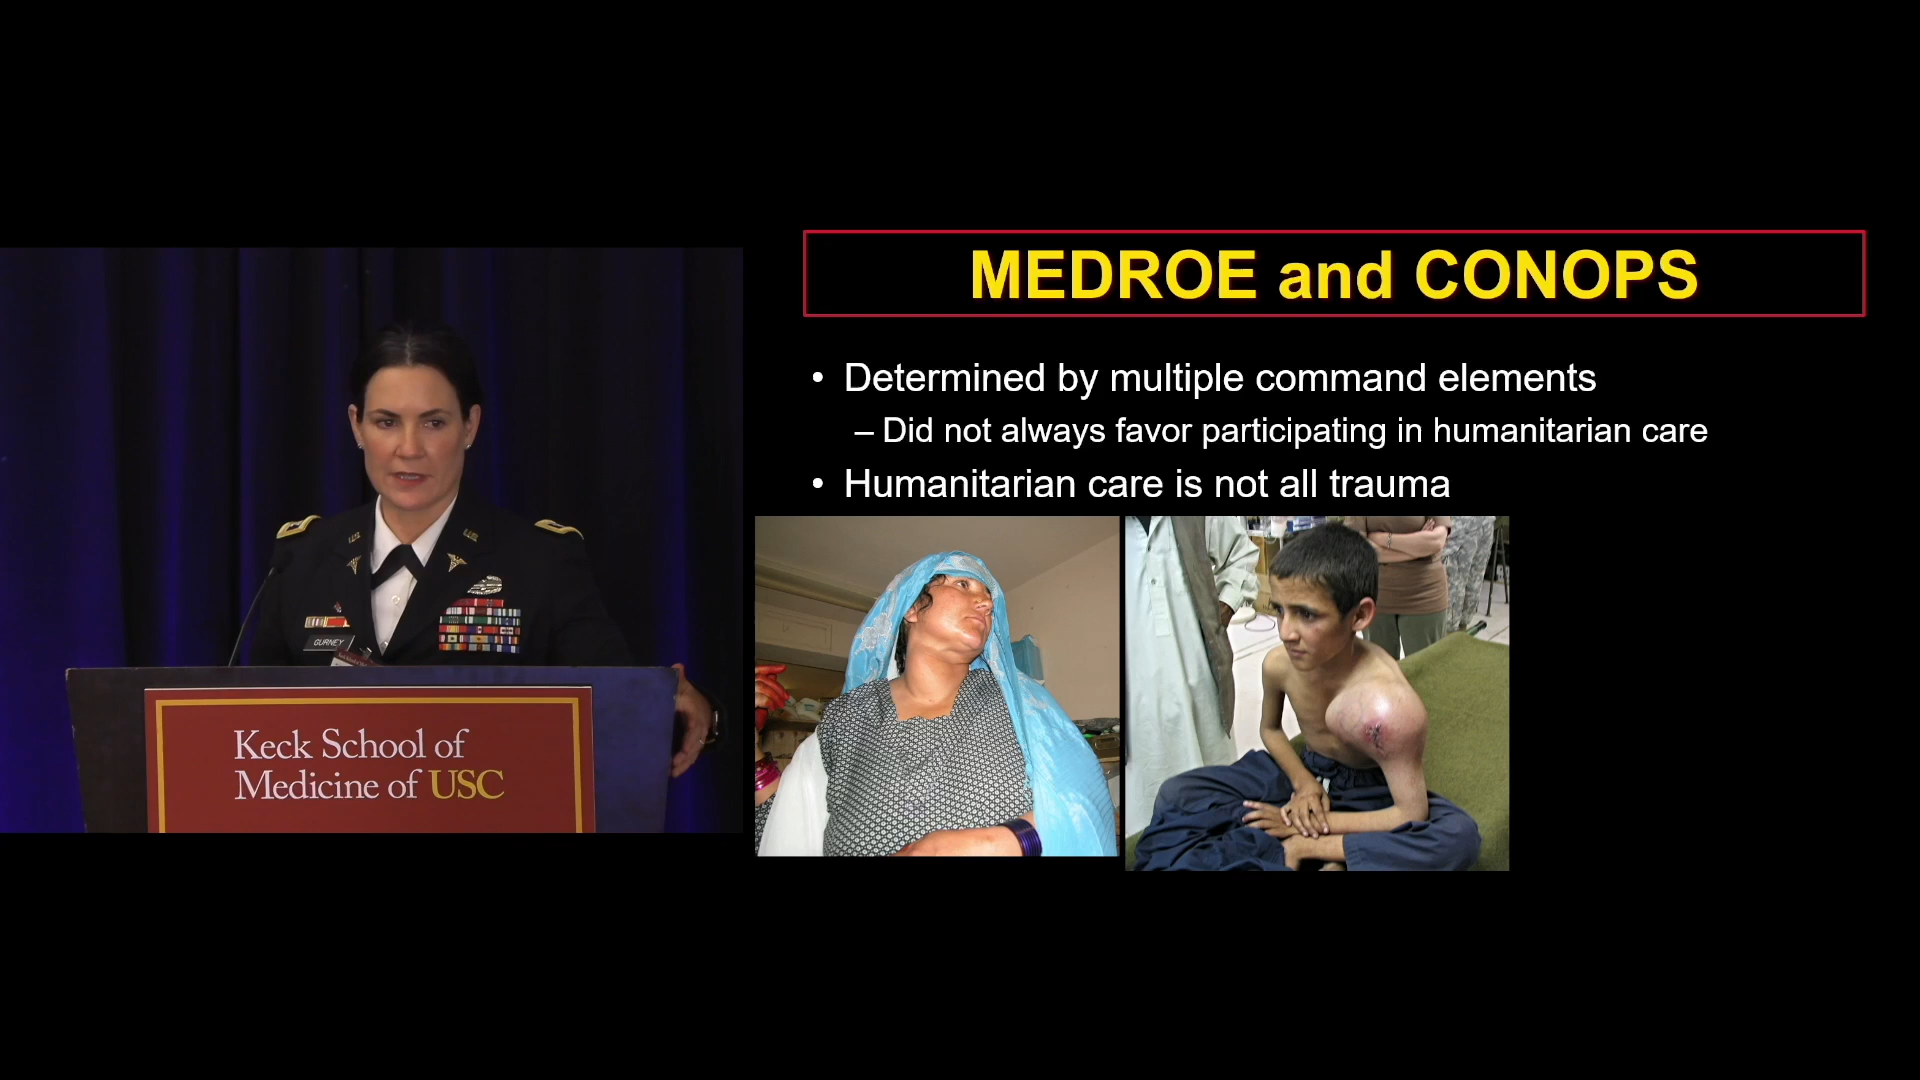 MEDROE and CONOPS
• Determined by multiple command elements
– Did not always favor participating in humanitarian care
• Humanitarian care is not all trauma
GURNEY
Keck School of
Medicine of USC